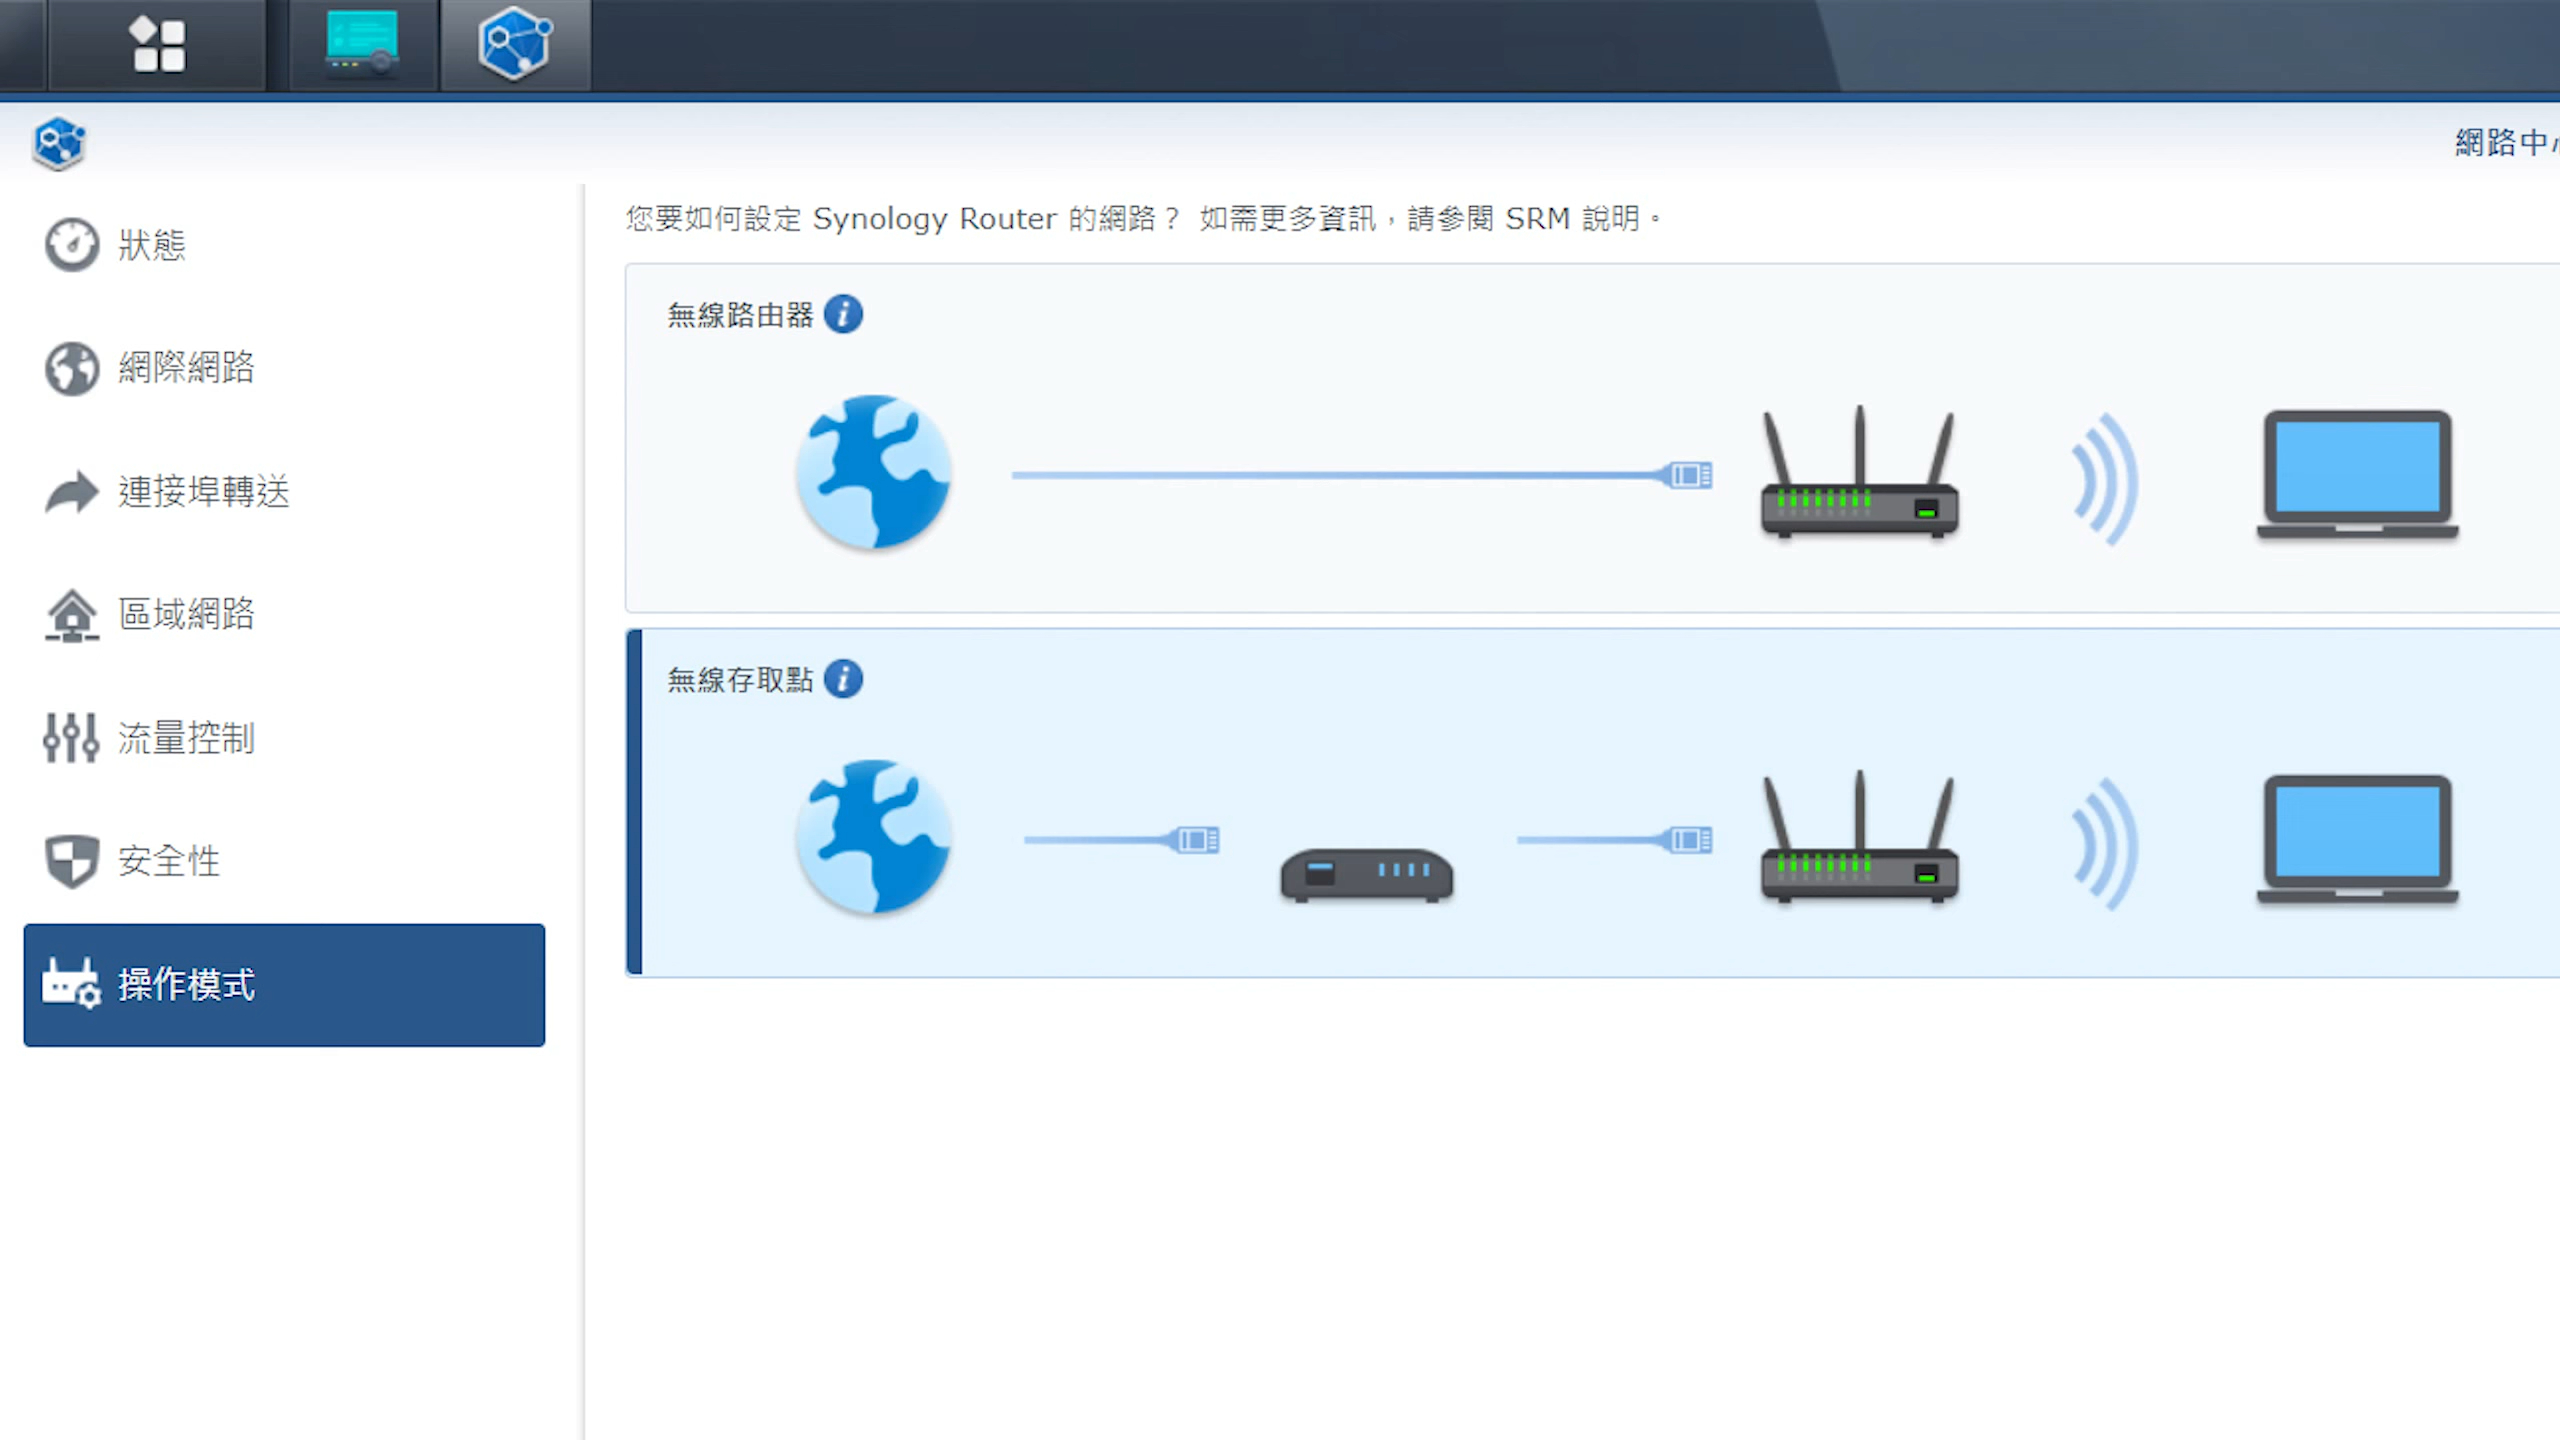 網路中心
狀態
網際網路
連接埠轉送
區域網路
流量控制
安全性
操作模式
您要如何設定 Synology Router 的網路？ 如需更多資訊，請參閱 SRM 說明。
無線路由器
無線存取點